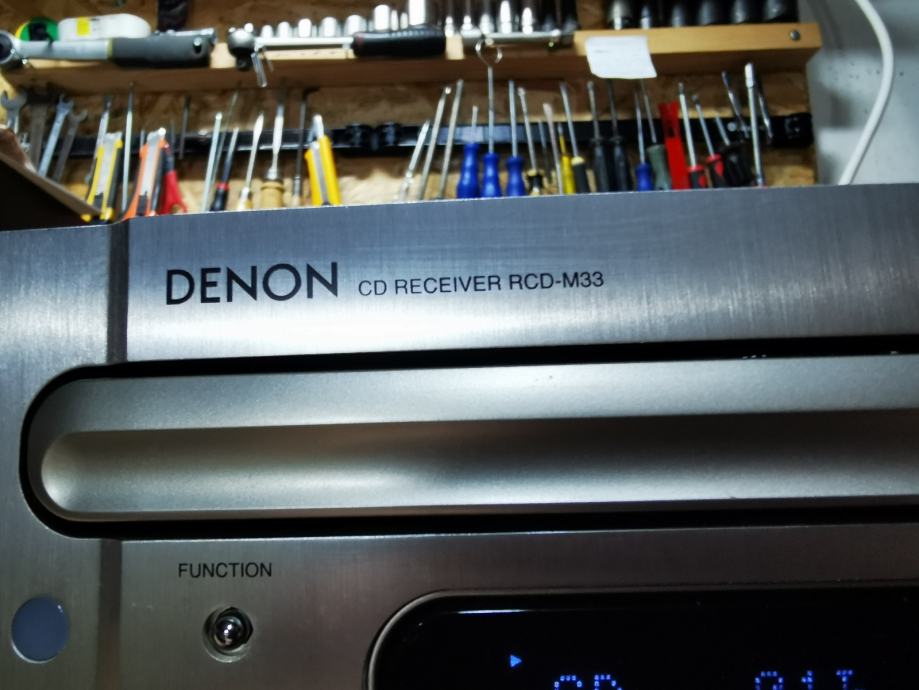 DENON CD RECEIVER RCD-M33
FUNCTION